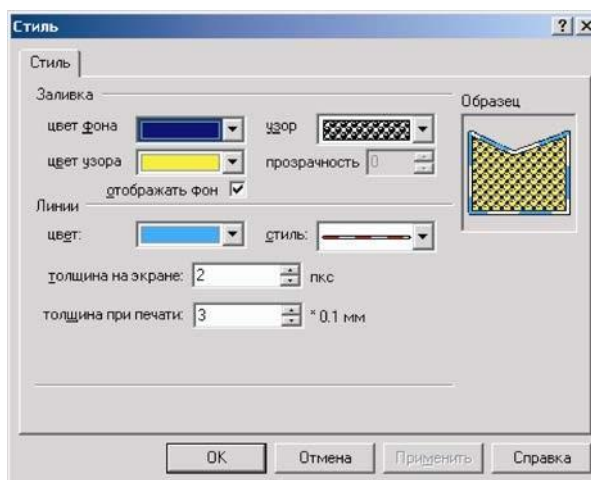 Стиль
Стиль
Заливка
Образец
цвет фона
узор
цвет узора
прозрачность 0
отображать фон
Линии
цвет:
стиль:
толщина на экране: 2 пкс
толщина при печати: 3 * 0.1 мм
OK
Отмена
Применить
Справка